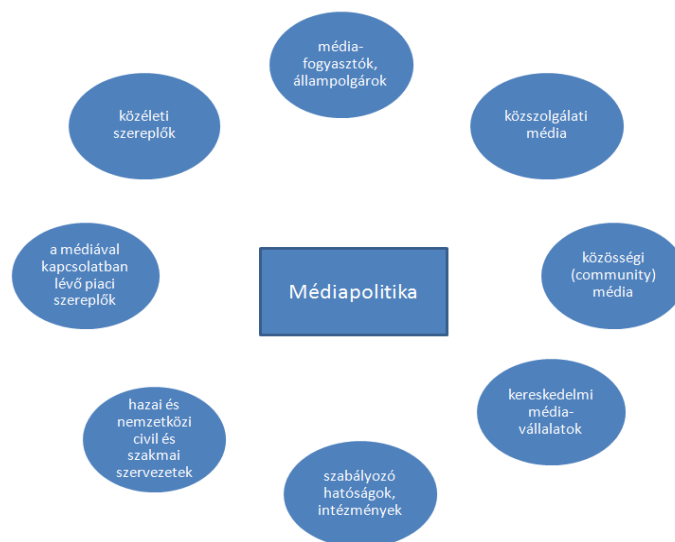 média-
fogyasztók,
állampolgárok
közéleti
szereplők
közszolgálati
média
a médiával
kapcsolatban
lévő piaci
szereplők
Médiapolitika
közösségi
(community)
média
hazai és
nemzetközi
civil és
szakmai
szervezetek
kereskedelmi
média-
vállalatok
szabályozó
hatóságok,
intézmények